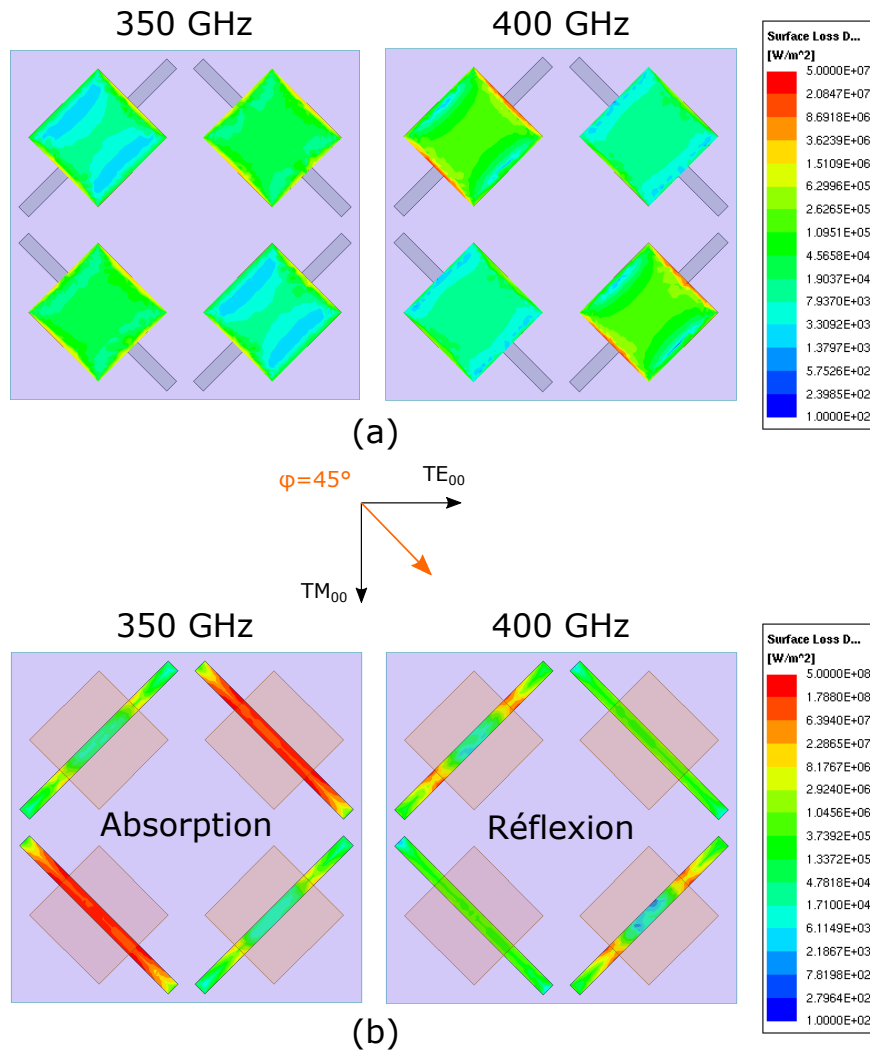 350 GHz
400 GHz
Surface Loss D...
[W/m^2]
5.0000E+07
2.0847E+07
8.6918E+06
3.6239E+06
1.5109E+06
6.2996E+05
2.6265E+05
1.0951E+05
4.5658E+04
1.9037E+04
7.9370E+03
3.3092E+03
1.3797E+03
5.7526E+02
2.3985E+02
1.0000E+02
(a)
φ=45°
TE₀₀
TM₀₀
350 GHz
400 GHz
Surface Loss D...
[W/m^2]
5.0000E+08
1.7880E+08
6.3940E+07
2.2865E+07
8.1767E+06
2.9240E+06
1.0456E+06
3.7392E+05
1.3372E+05
4.7818E+04
1.7100E+04
6.1149E+03
2.1867E+03
7.8198E+02
2.7964E+02
1.0000E+02
Absorption
Réflexion
(b)